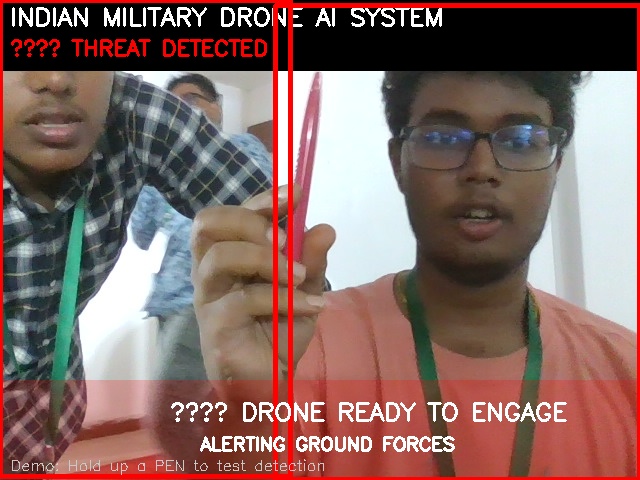 INDIAN MILITARY DRONE AI SYSTEM
???? THREAT DETECTED
???? DRONE READY TO ENGAGE
ALERTING GROUND FORCES
Demo: Hold up a PEN to test detection